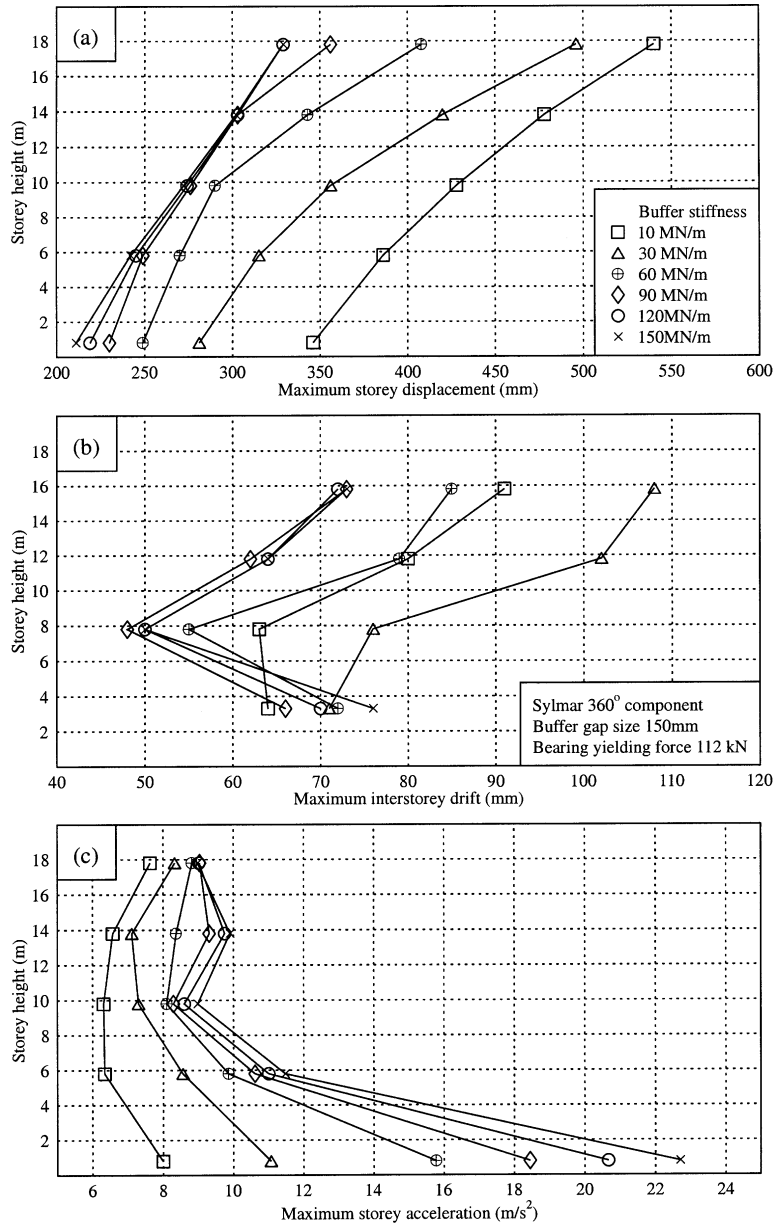 (a)
18
16
14
12
10
8
6
4
2
Storey height (m)
Buffer stiffness
10 MN/m
30 MN/m
60 MN/m
90 MN/m
120MN/m
150MN/m
200 250 300 350 400 450 500 550 600
Maximum storey displacement (mm)
(b)
18
16
14
12
10
8
6
4
2
Storey height (m)
Sylmar 360° component
Buffer gap size 150mm
Bearing yielding force 112 kN
40 50 60 70 80 90 100 110 120
Maximum interstorey drift (mm)
(c)
18
16
14
12
10
8
6
4
2
Storey height (m)
6 8 10 12 14 16 18 20 22 24
Maximum storey acceleration (m/s²)